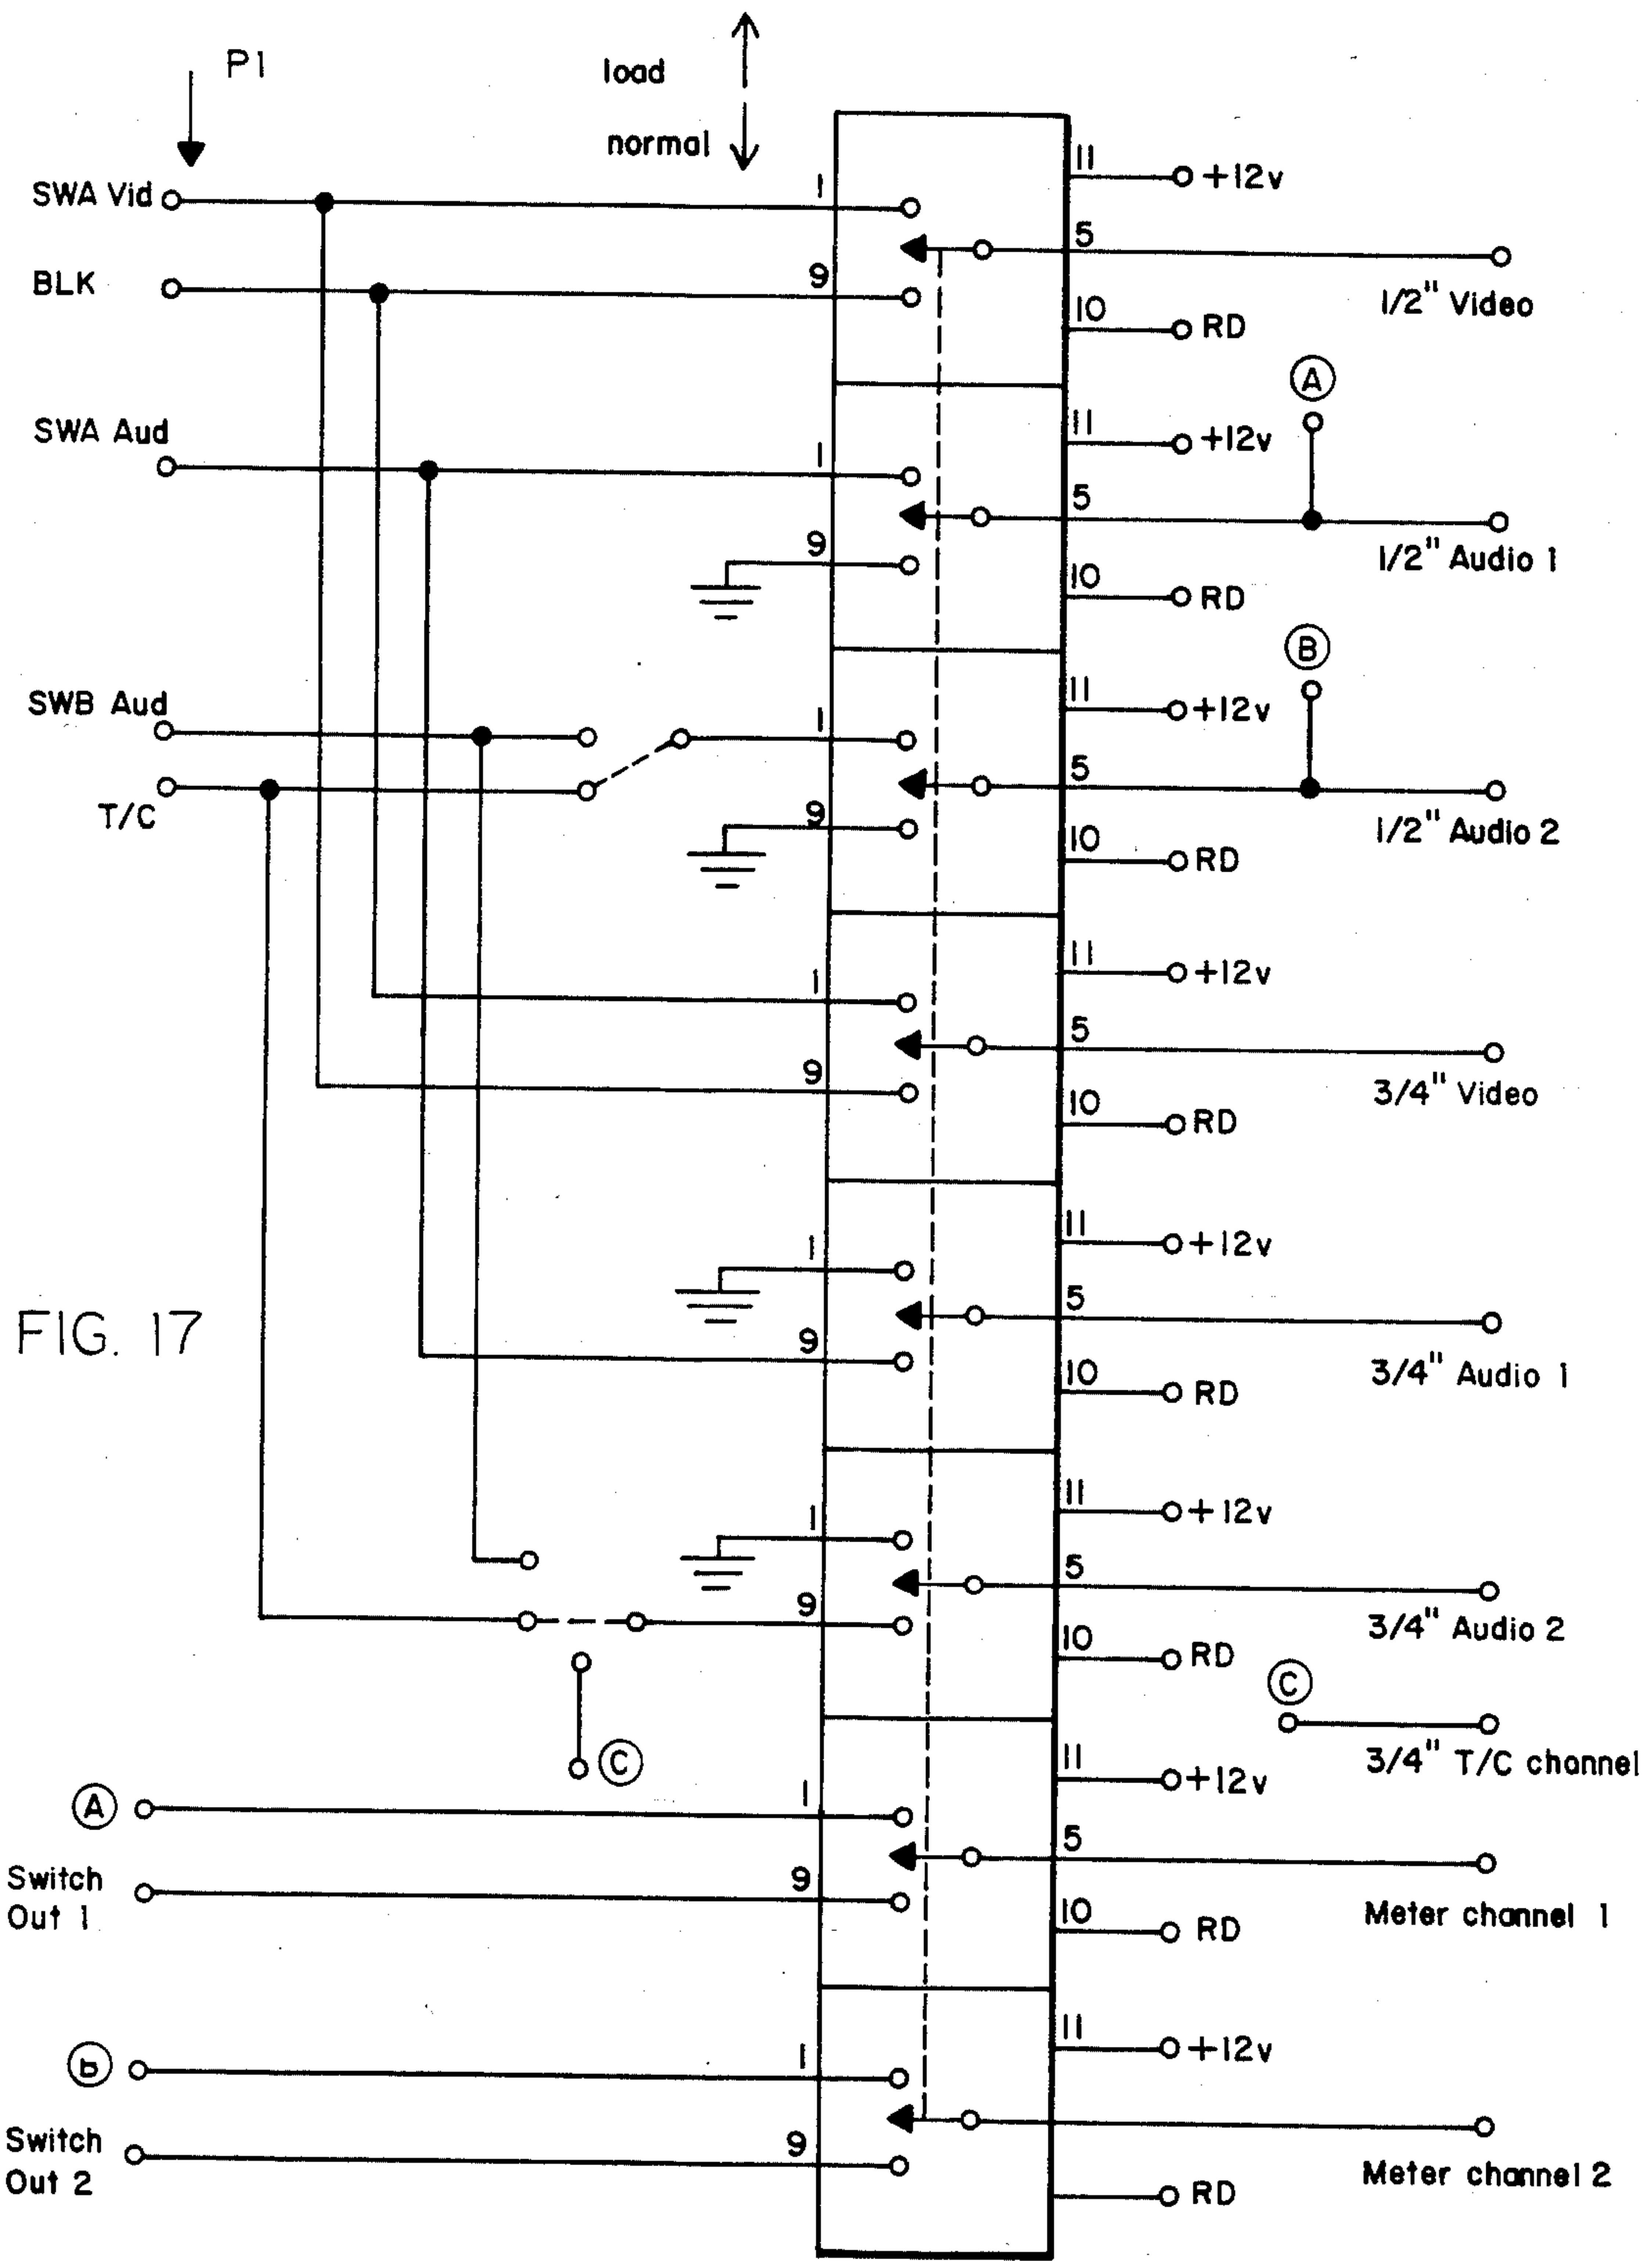 P1
load
normal
SWA Vid
1
11
+12v
5
BLK
9
1/2" Video
10
RD
A
SWA Aud
11
+12v
1
5
9
1/2" Audio 1
10
RD
B
SWB Aud
11
+12v
1
5
T/C
9
1/2" Audio 2
10
RD
11
+12v
1
5
9
3/4" Video
10
RD
11
+12v
1
5
FIG. 17
9
3/4" Audio 1
10
RD
11
+12v
1
5
9
3/4" Audio 2
10
RD
C
3/4" T/C channel
C
11
+12v
A
1
5
Switch
Out 1
9
Meter channel 1
10
RD
11
+12v
b
1
Switch
Out 2
9
Meter channel 2
RD